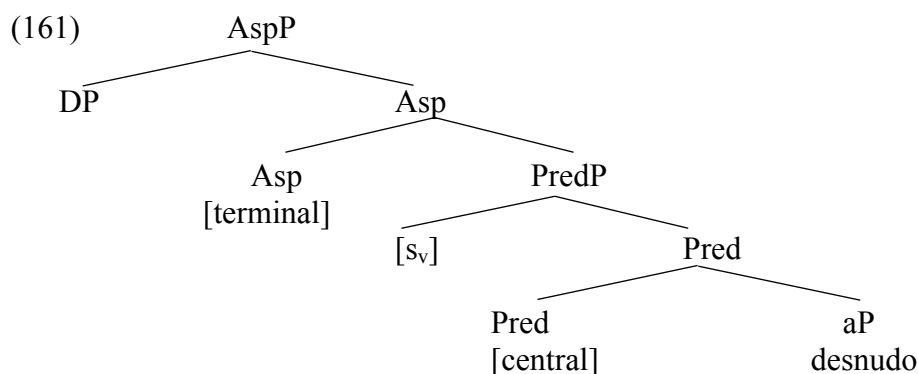 (161) AspP
DP Asp
Asp PredP
[terminal]
[sᵥ] Pred
Pred aP
[central] desnudo